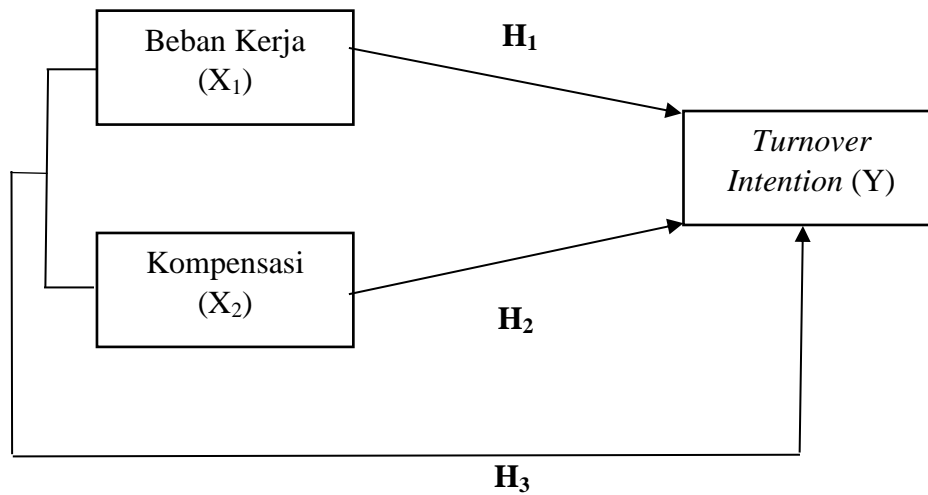 Beban Kerja
(X₁)
H₁
Turnover
Intention (Y)
Kompensasi
(X₂)
H₂
H₃